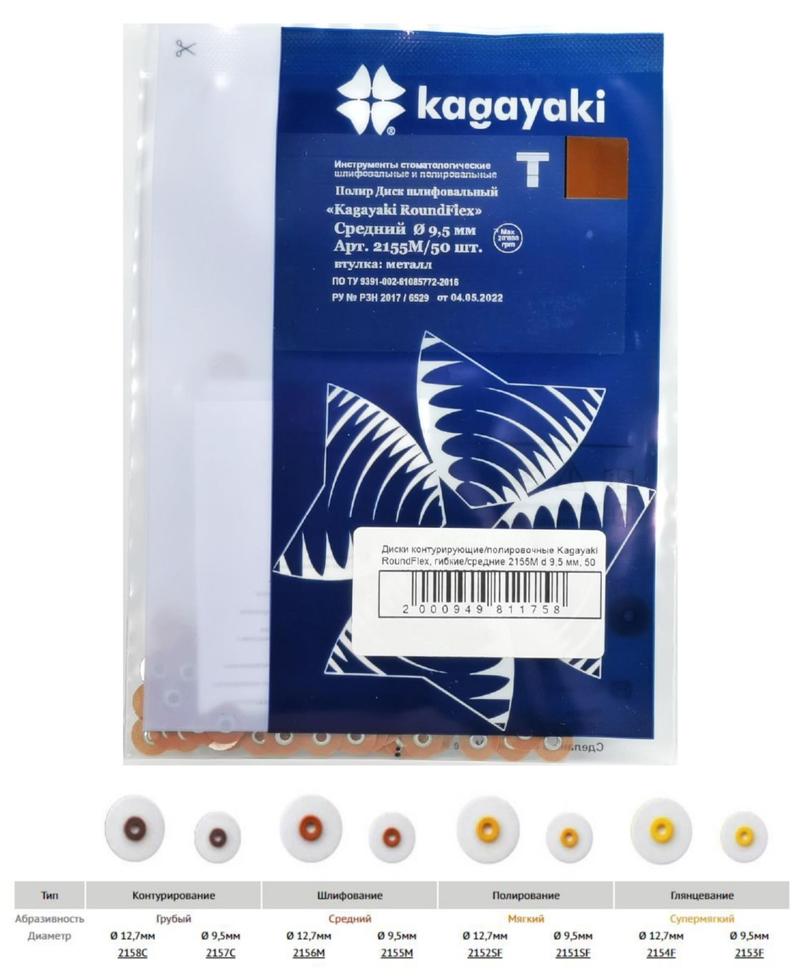 kagayaki
®
Инструменты стоматологические
шлифовальные и полировальные
Полир Диск шлифовальный
«Kagayaki RoundFlex»
Средний Ø 9,5 мм
Арт. 2155M/50 шт.
Max
20'000
rpm
втулка: металл
ПО ТУ 9391-002-61085772-2016
РУ № РЗН 2017 / 6529 от 04.05.2022
Диски контурирующие/полировочные Kagayaki
RoundFlex, гибкие/средние 2155M d 9,5 мм, 50
2 000949 811758
Тип Контурирование Шлифование Полирование Глянцевание
Абразивность Грубый Средний Мягкий Супермягкий
Диаметр Ø 12,7мм Ø 9,5мм Ø 12,7мм Ø 9,5мм Ø 12,7мм Ø 9,5мм Ø 12,7мм Ø 9,5мм
2158C 2157C 2156M 2155M 2152SF 2151SF 2154F 2153F